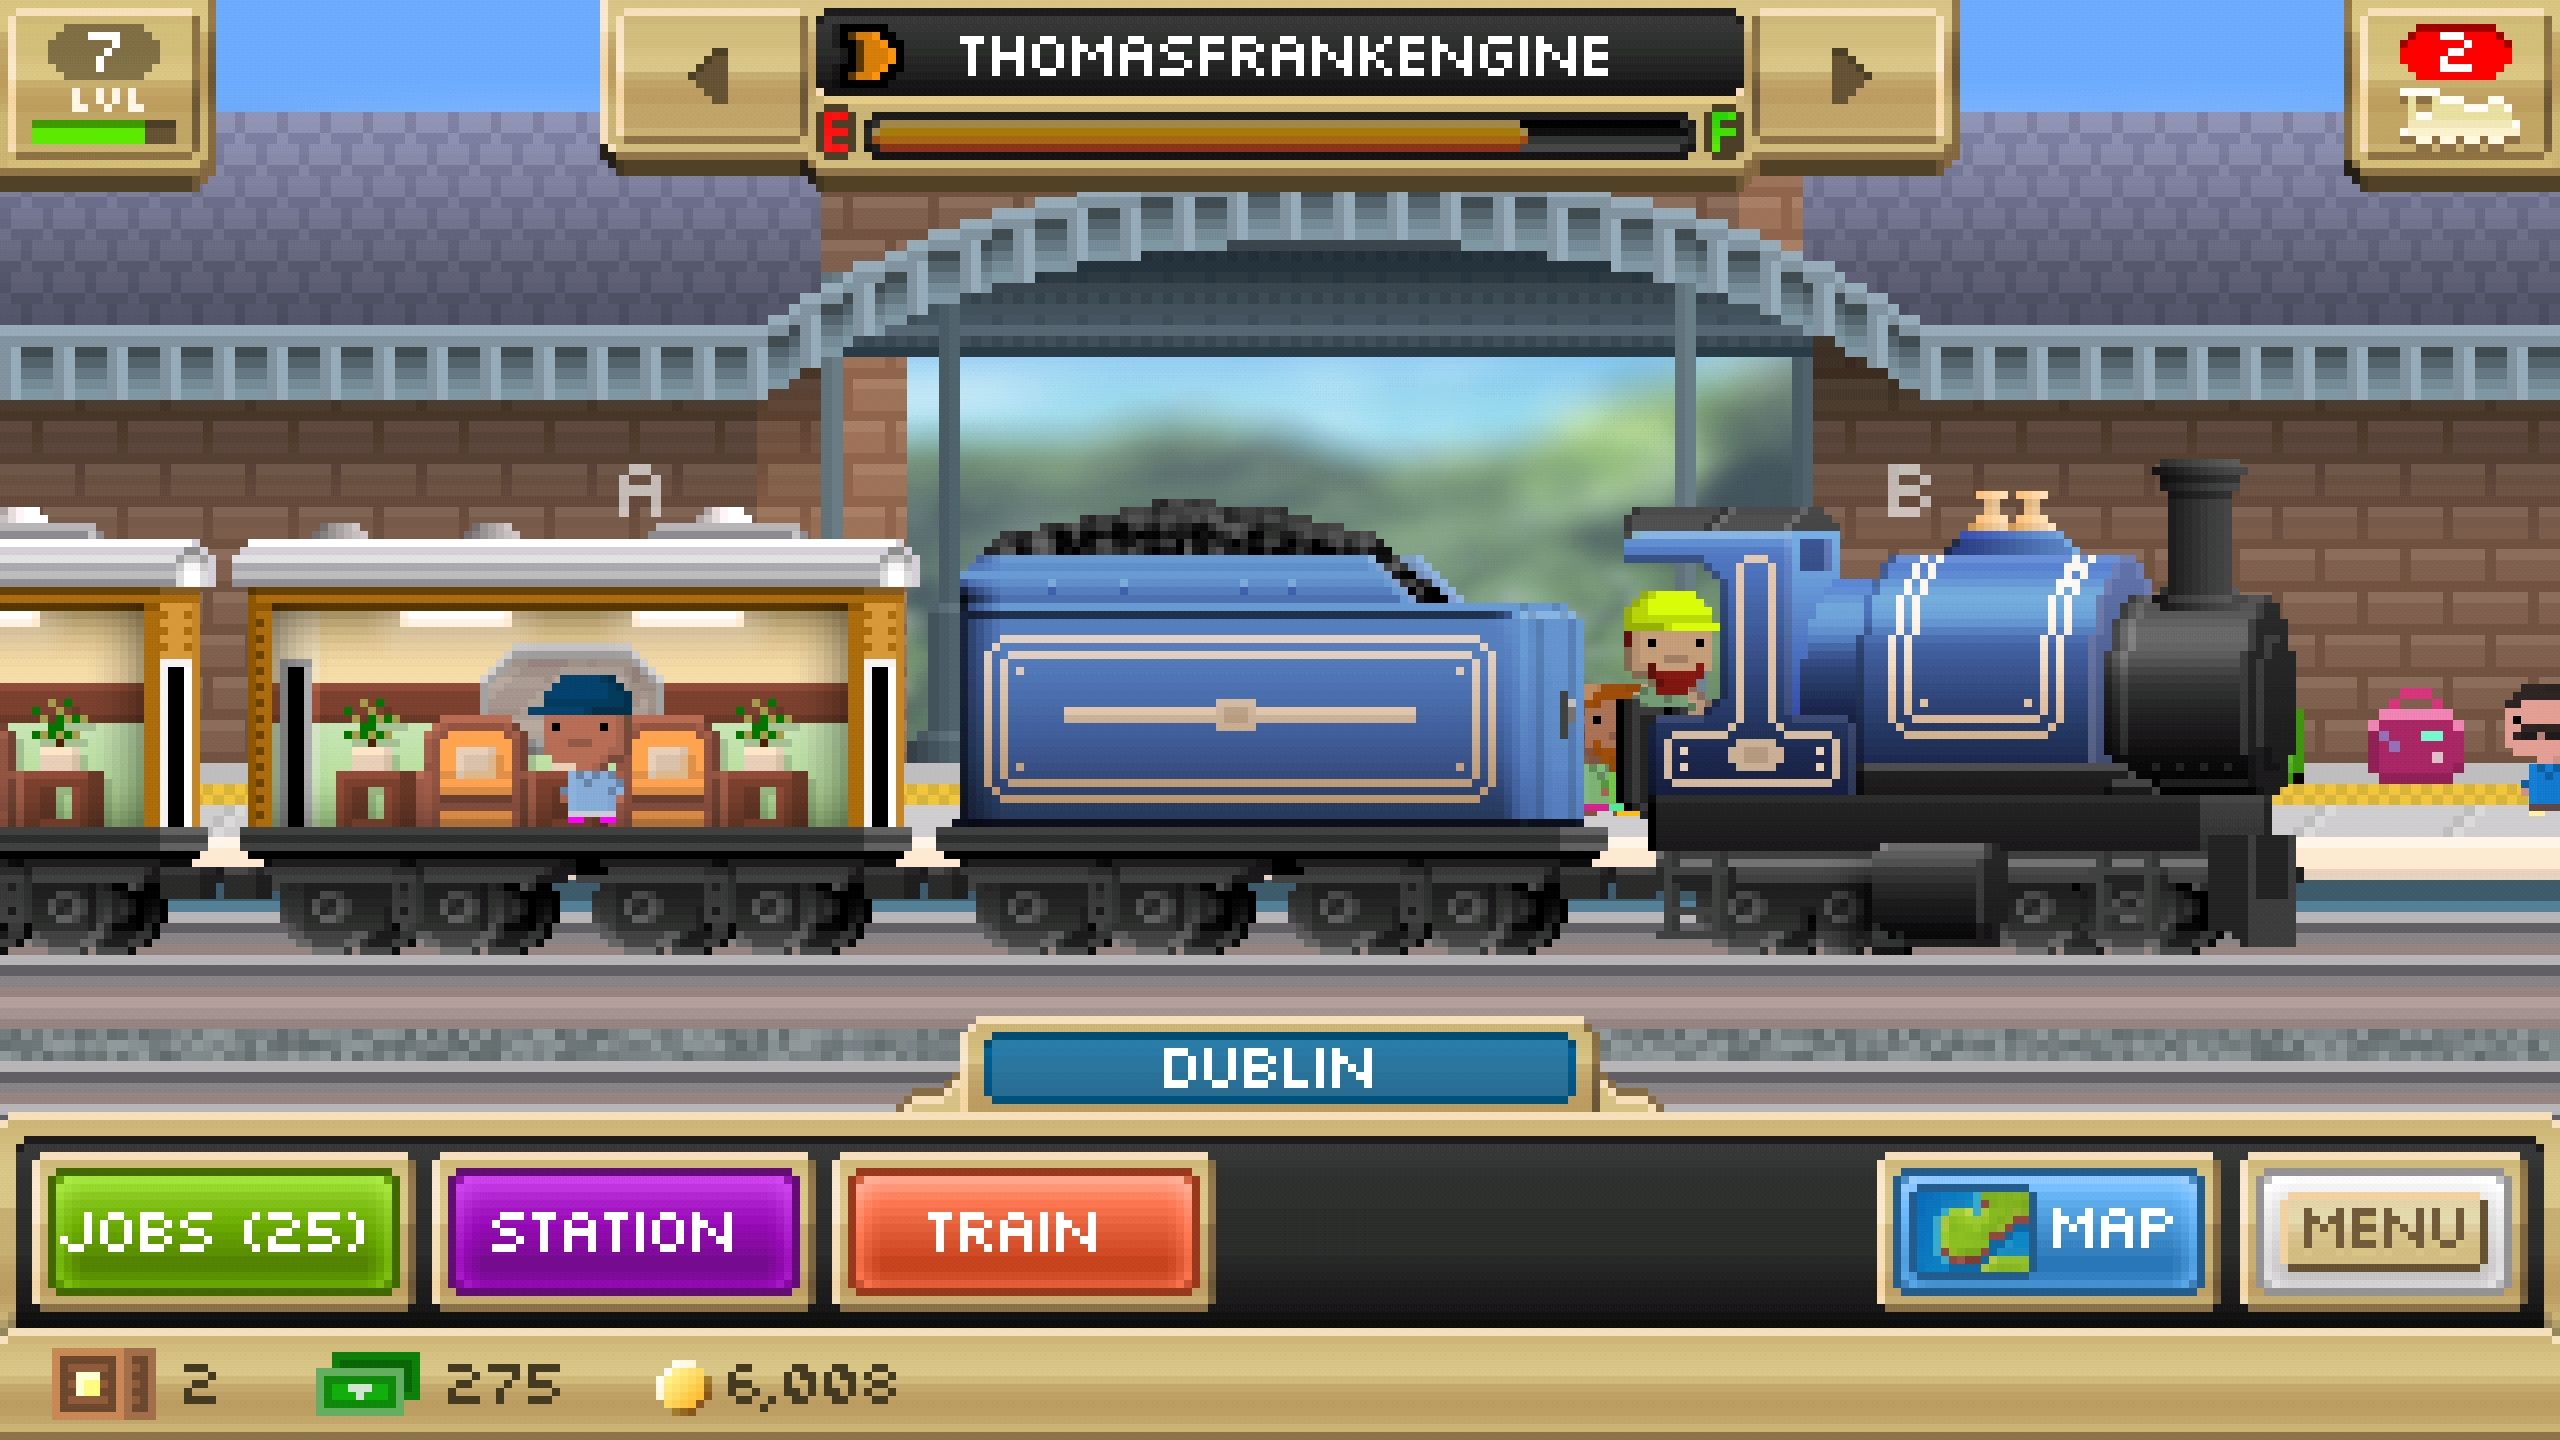 7
LVL
THOMASFRANKENGINE
E F
2
A
B
DUBLIN
JOBS (25)
STATION
TRAIN
MAP
MENU
2
275
6,008